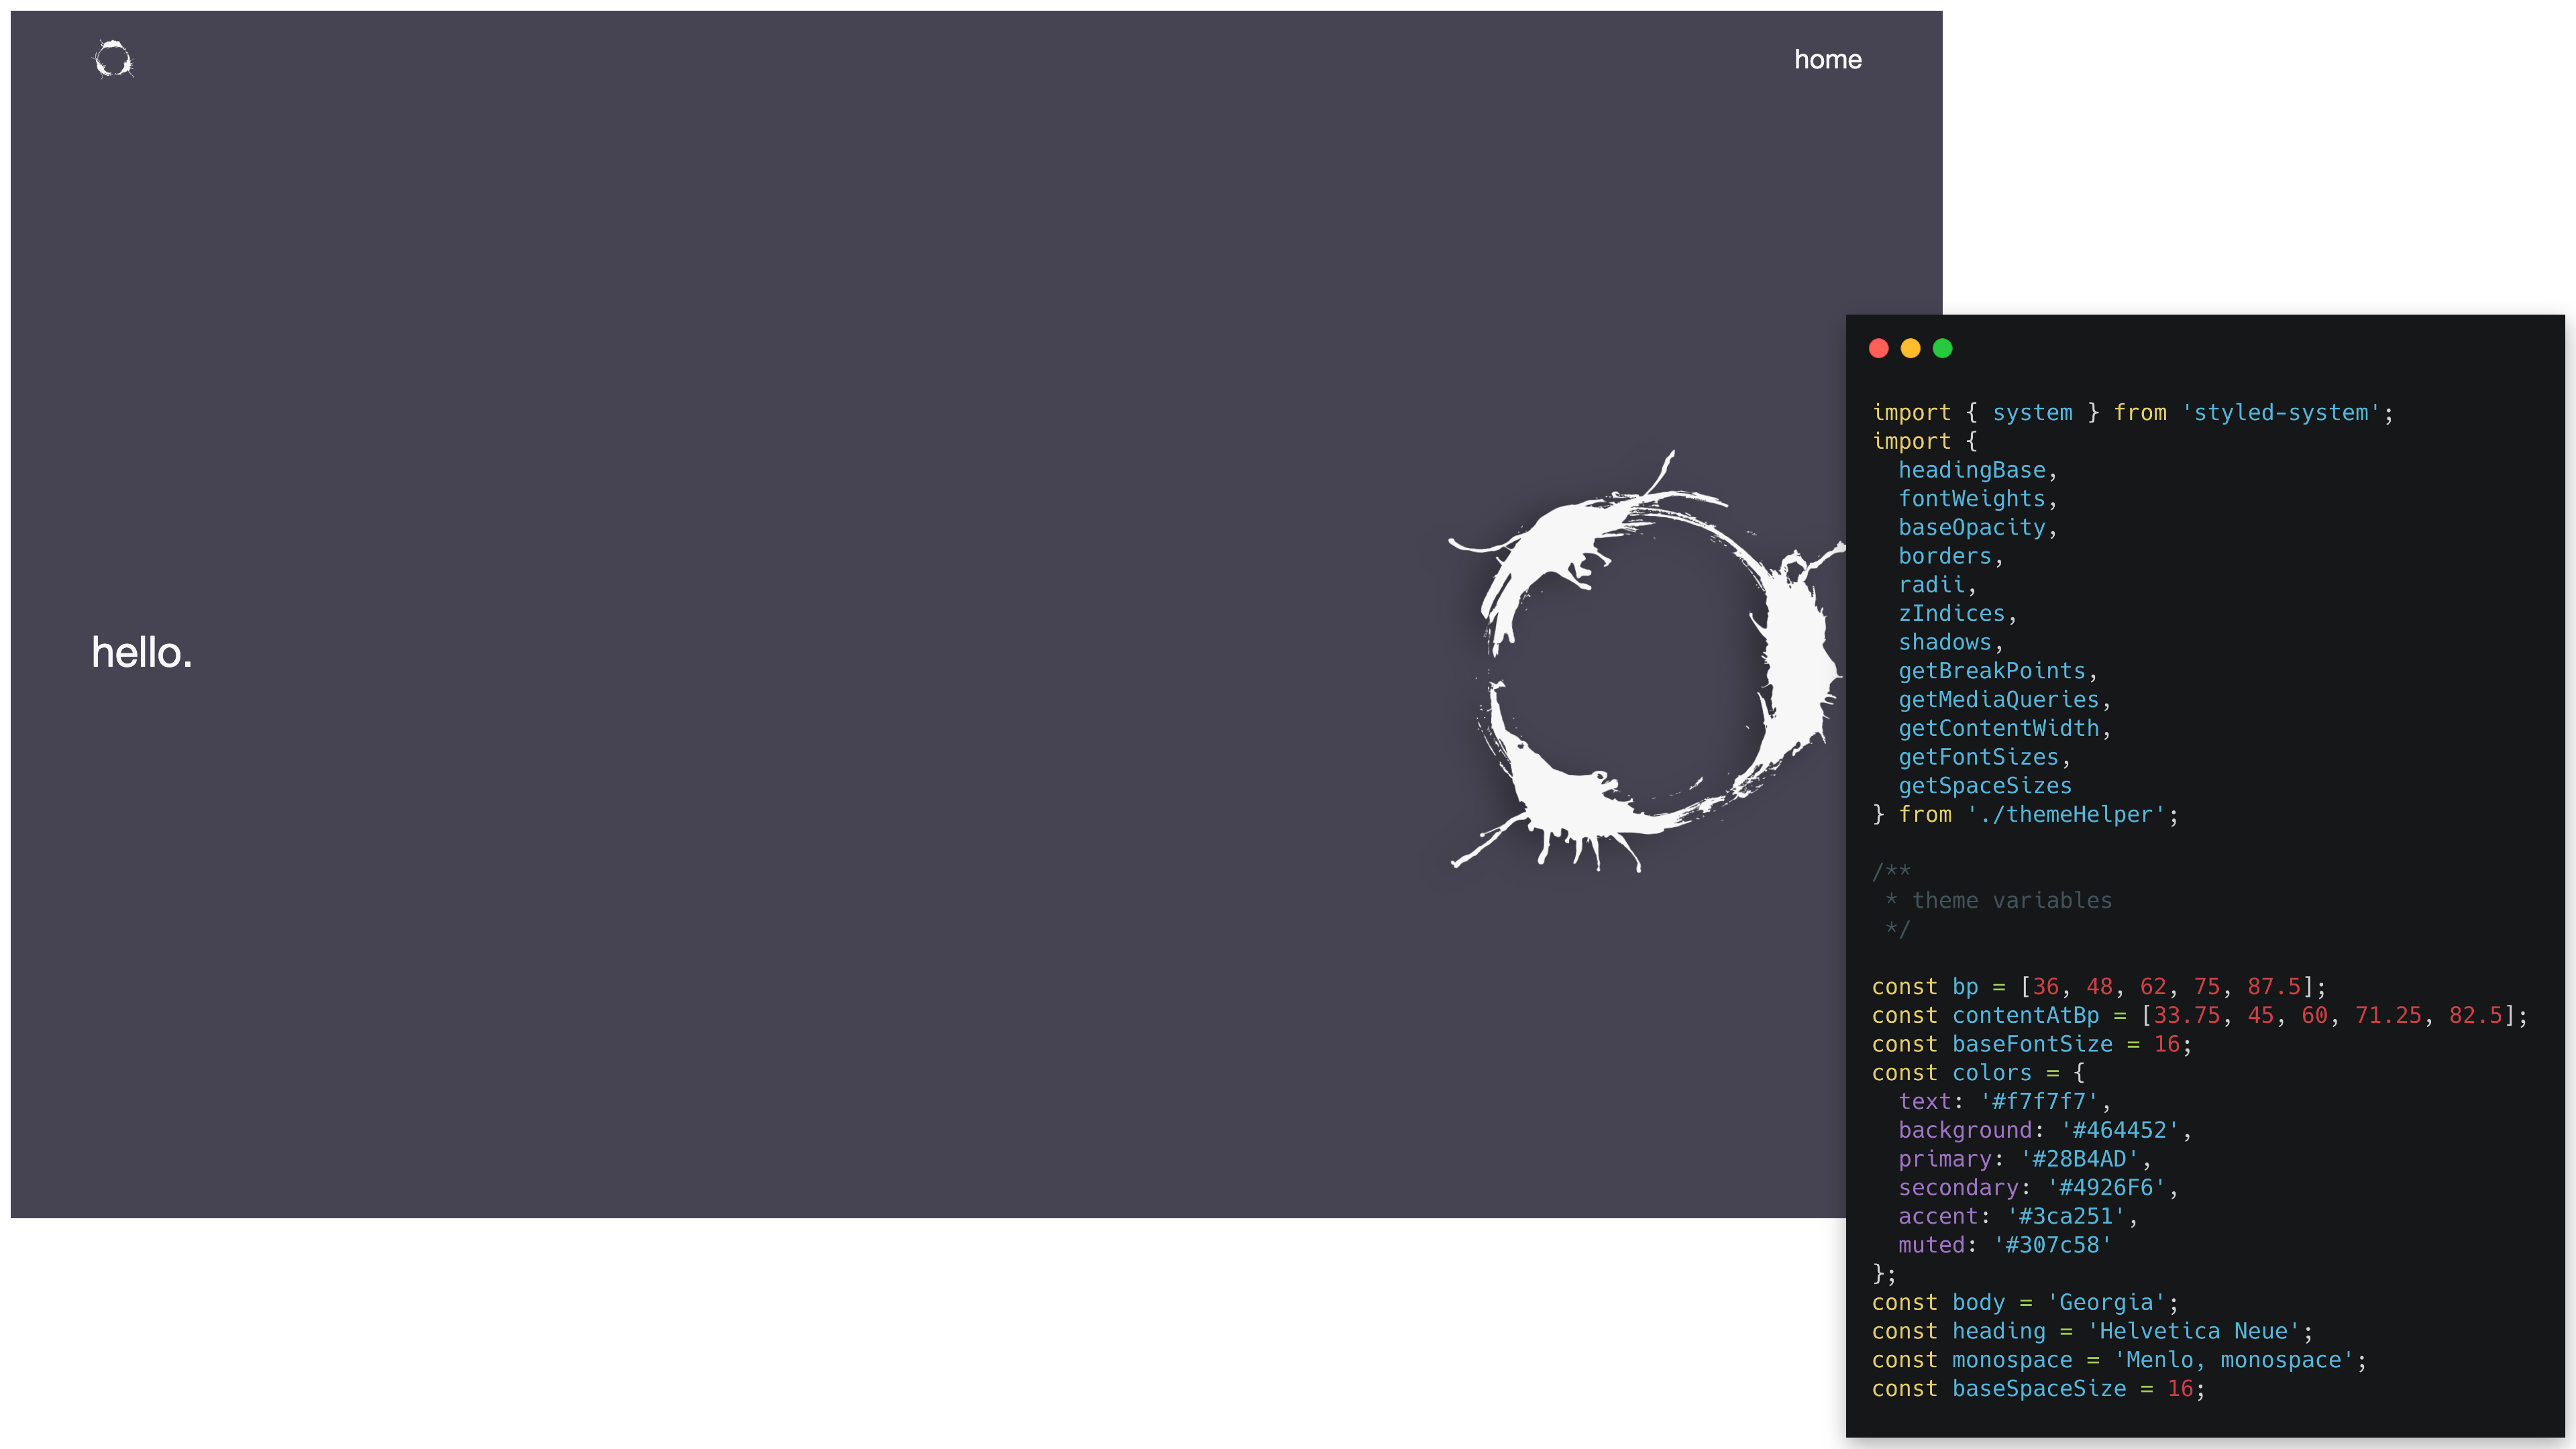 home
hello.
import { system } from 'styled-system';
import {
  headingBase,
  fontWeights,
  baseOpacity,
  borders,
  radii,
  zIndices,
  shadows,
  getBreakPoints,
  getMediaQueries,
  getContentWidth,
  getFontSizes,
  getSpaceSizes
} from './themeHelper';
/**
 * theme variables
 */
const bp = [36, 48, 62, 75, 87.5];
const contentAtBp = [33.75, 45, 60, 71.25, 82.5];
const baseFontSize = 16;
const colors = {
  text: '#f7f7f7',
  background: '#464452',
  primary: '#28B4AD',
  secondary: '#4926F6',
  accent: '#3ca251',
  muted: '#307c58'
};
const body = 'Georgia';
const heading = 'Helvetica Neue';
const monospace = 'Menlo, monospace';
const baseSpaceSize = 16;